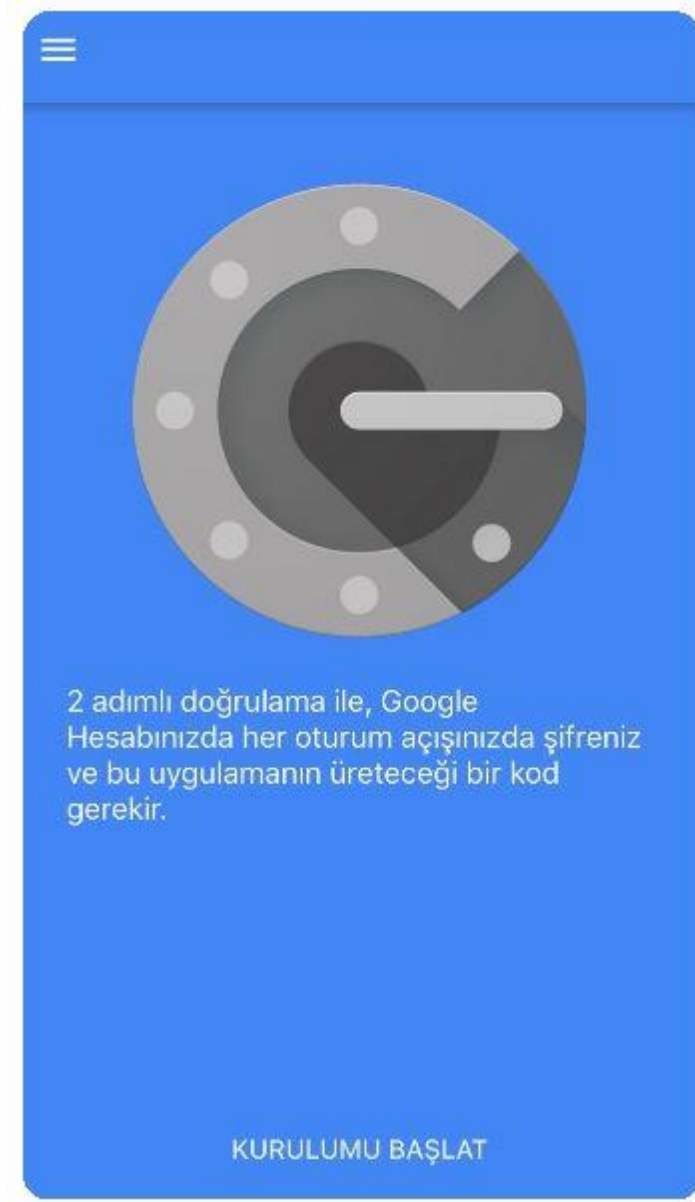 2 adımlı doğrulama ile, Google
Hesabınızda her oturum açışınızda şifreniz
ve bu uygulamanın üreteceği bir kod
gerekir.
KURULUMU BAŞLAT